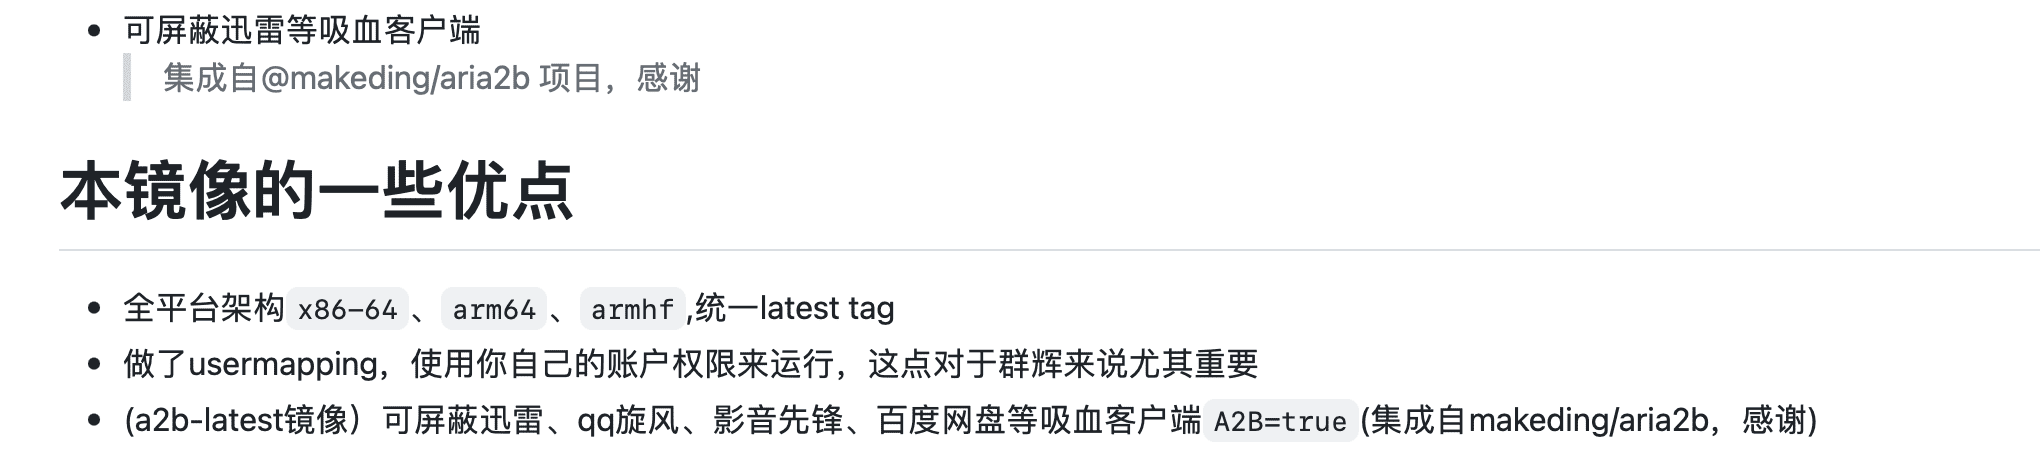 可屏蔽迅雷等吸血客户端
集成自@makeding/aria2b 项目，感谢
本镜像的一些优点
全平台架构x86-64、arm64、armhf,统一latest tag
做了usermapping，使用你自己的账户权限来运行，这点对于群辉来说尤其重要
(a2b-latest镜像）可屏蔽迅雷、qq旋风、影音先锋、百度网盘等吸血客户端A2B=true(集成自makeding/aria2b，感谢)